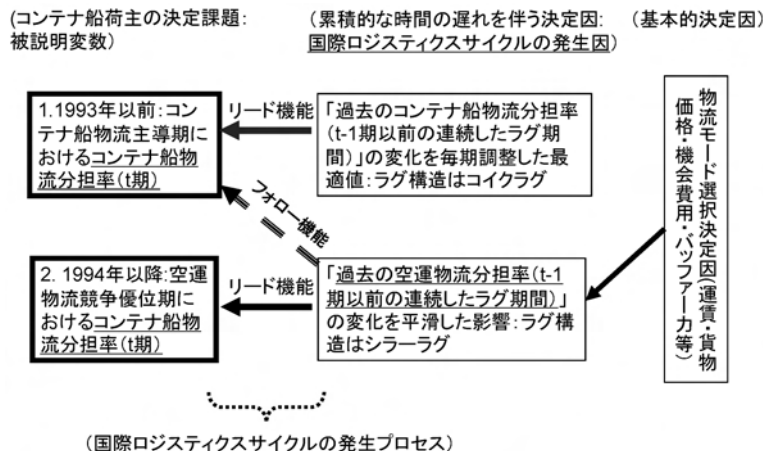 (コンテナ船荷主の決定課題:
被説明変数)
(累積的な時間の遅れを伴う決定因:
国際ロジスティクスサイクルの発生因)
(基本的決定因)
1.1993年以前:コン
テナ船物流主導期に
おけるコンテナ船物
流分担率(t期)
リード機能
「過去のコンテナ船物流分担率
(t-1期以前の連続したラグ期
間)」の変化を毎期調整した最
適値:ラグ構造はコイクラグ
フォロー機能
2. 1994年以降:空運
物流競争優位期に
おけるコンテナ船物
流分担率(t期)
リード機能
「過去の空運物流分担率(t-1
期以前の連続したラグ期間)」
の変化を平滑した影響:ラグ構
造はシラーラグ
物流モード選択決定因(運賃・貨物
価格・機会費用・バッファー力等)
(国際ロジスティクスサイクルの発生プロセス)